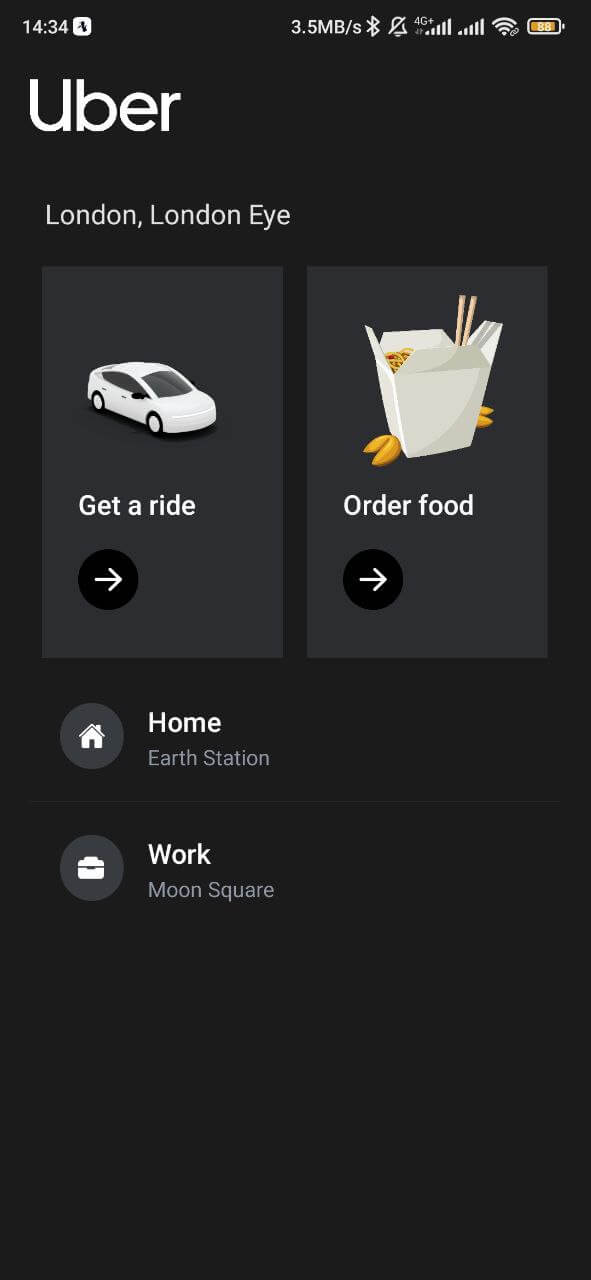 14:34 3.5MB/s 4G+ 88
Uber
London, London Eye
Get a ride Order food
Home
Earth Station
Work
Moon Square